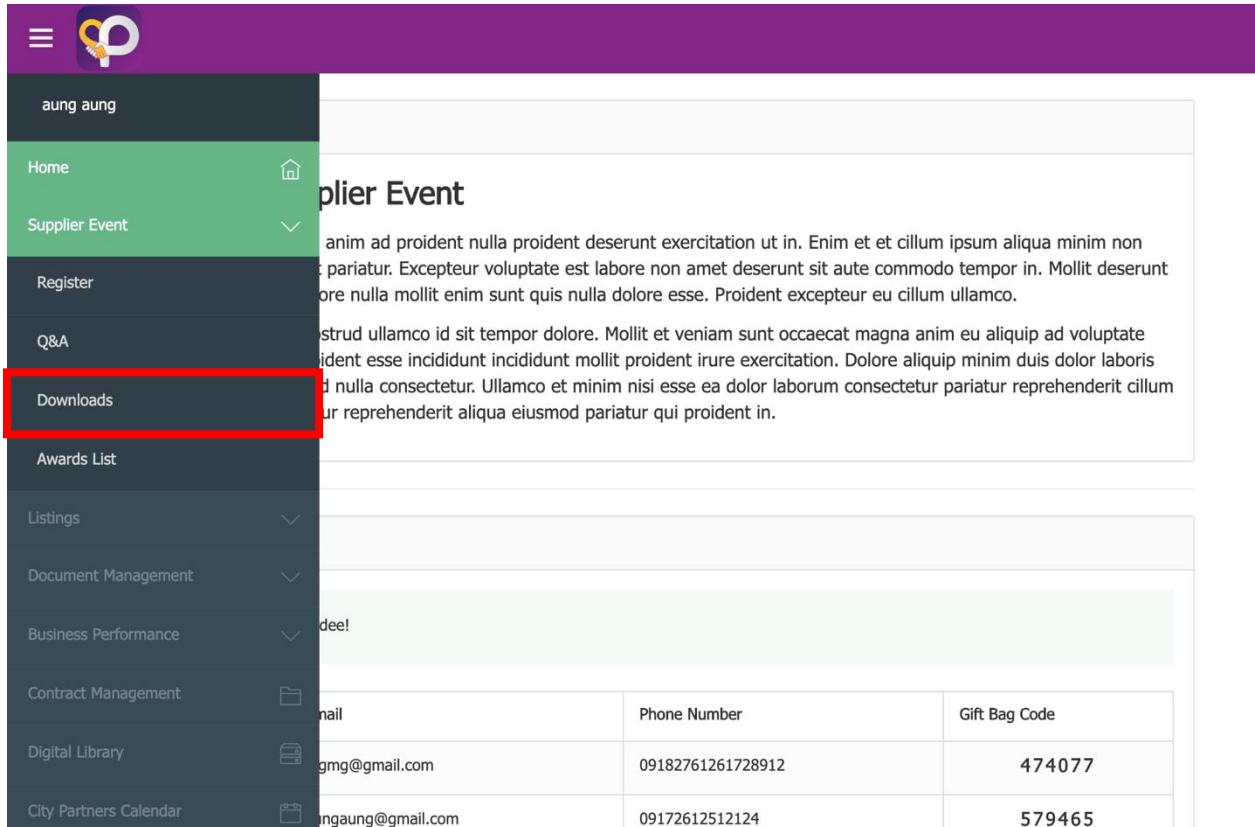 aung aung
Home
Supplier Event
Register
Q&A
Downloads
Awards List
Listings
Document Management
Business Performance
Contract Management
Digital Library
City Partners Calendar
plier Event
anim ad proident nulla proident deserunt exercitation ut in. Enim et et cillum ipsum aliqua minim non
pariatur. Excepteur voluptate est labore non amet deserunt sit aute commodo tempor in. Mollit deserunt
ore nulla mollit enim sunt quis nulla dolore esse. Proident excepteur eu cillum ullamco.
ostrud ullamco id sit tempor dolore. Mollit et veniam sunt occaecat magna anim eu aliquip ad voluptate
ident esse incididunt incididunt mollit proident irure exercitation. Dolore aliquip minim duis dolor laboris
d nulla consectetur. Ullamco et minim nisi esse ea dolor laborum consectetur pariatur reprehenderit cillum
ur reprehenderit aliqua eiusmod pariatur qui proident in.
dee!
mail Phone Number Gift Bag Code
gmg@gmail.com 09182761261728912 474077
ngaung@gmail.com 09172612512124 579465